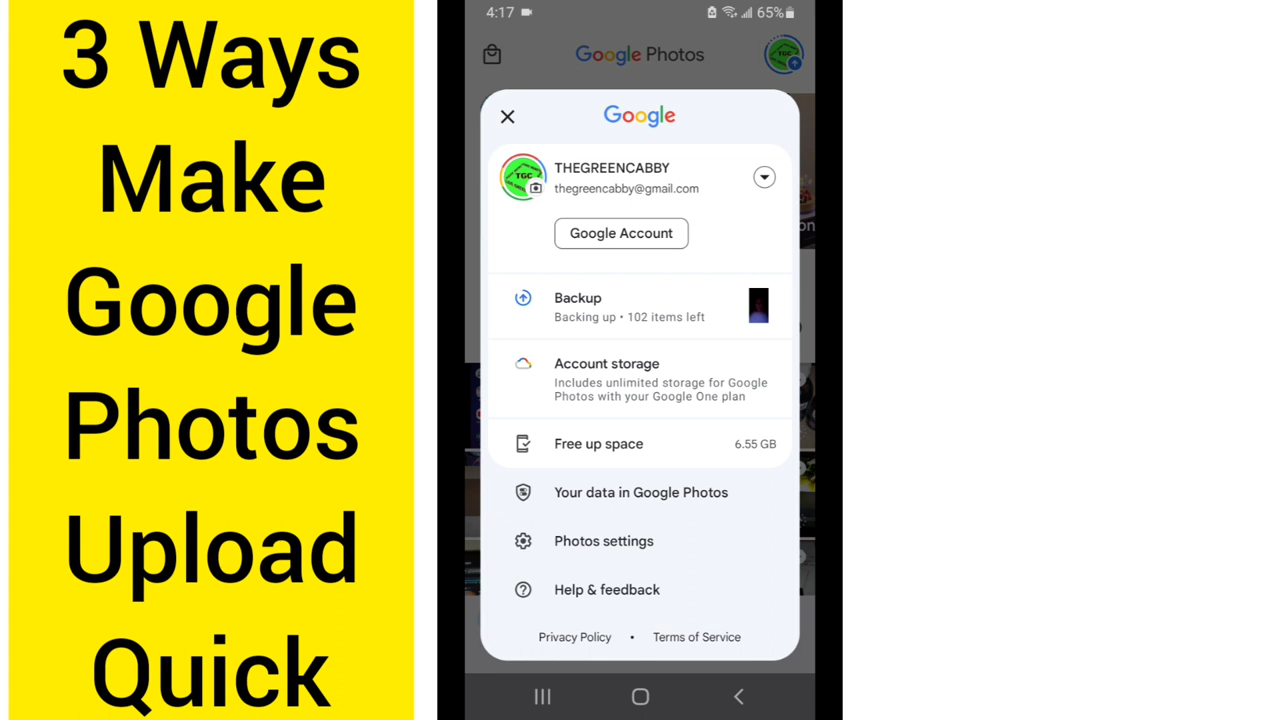 3 Ways
Make
Google
Photos
Upload
Quick
4:17
65%
Google Photos
TGC
Google
TGC
THEGREENCABBY
thegreencabby@gmail.com
Google Account
on
Backup
Backing up • 102 items left
Account storage
Includes unlimited storage for Google
Photos with your Google One plan
Free up space
6.55 GB
Your data in Google Photos
Photos settings
Help & feedback
Privacy Policy • Terms of Service